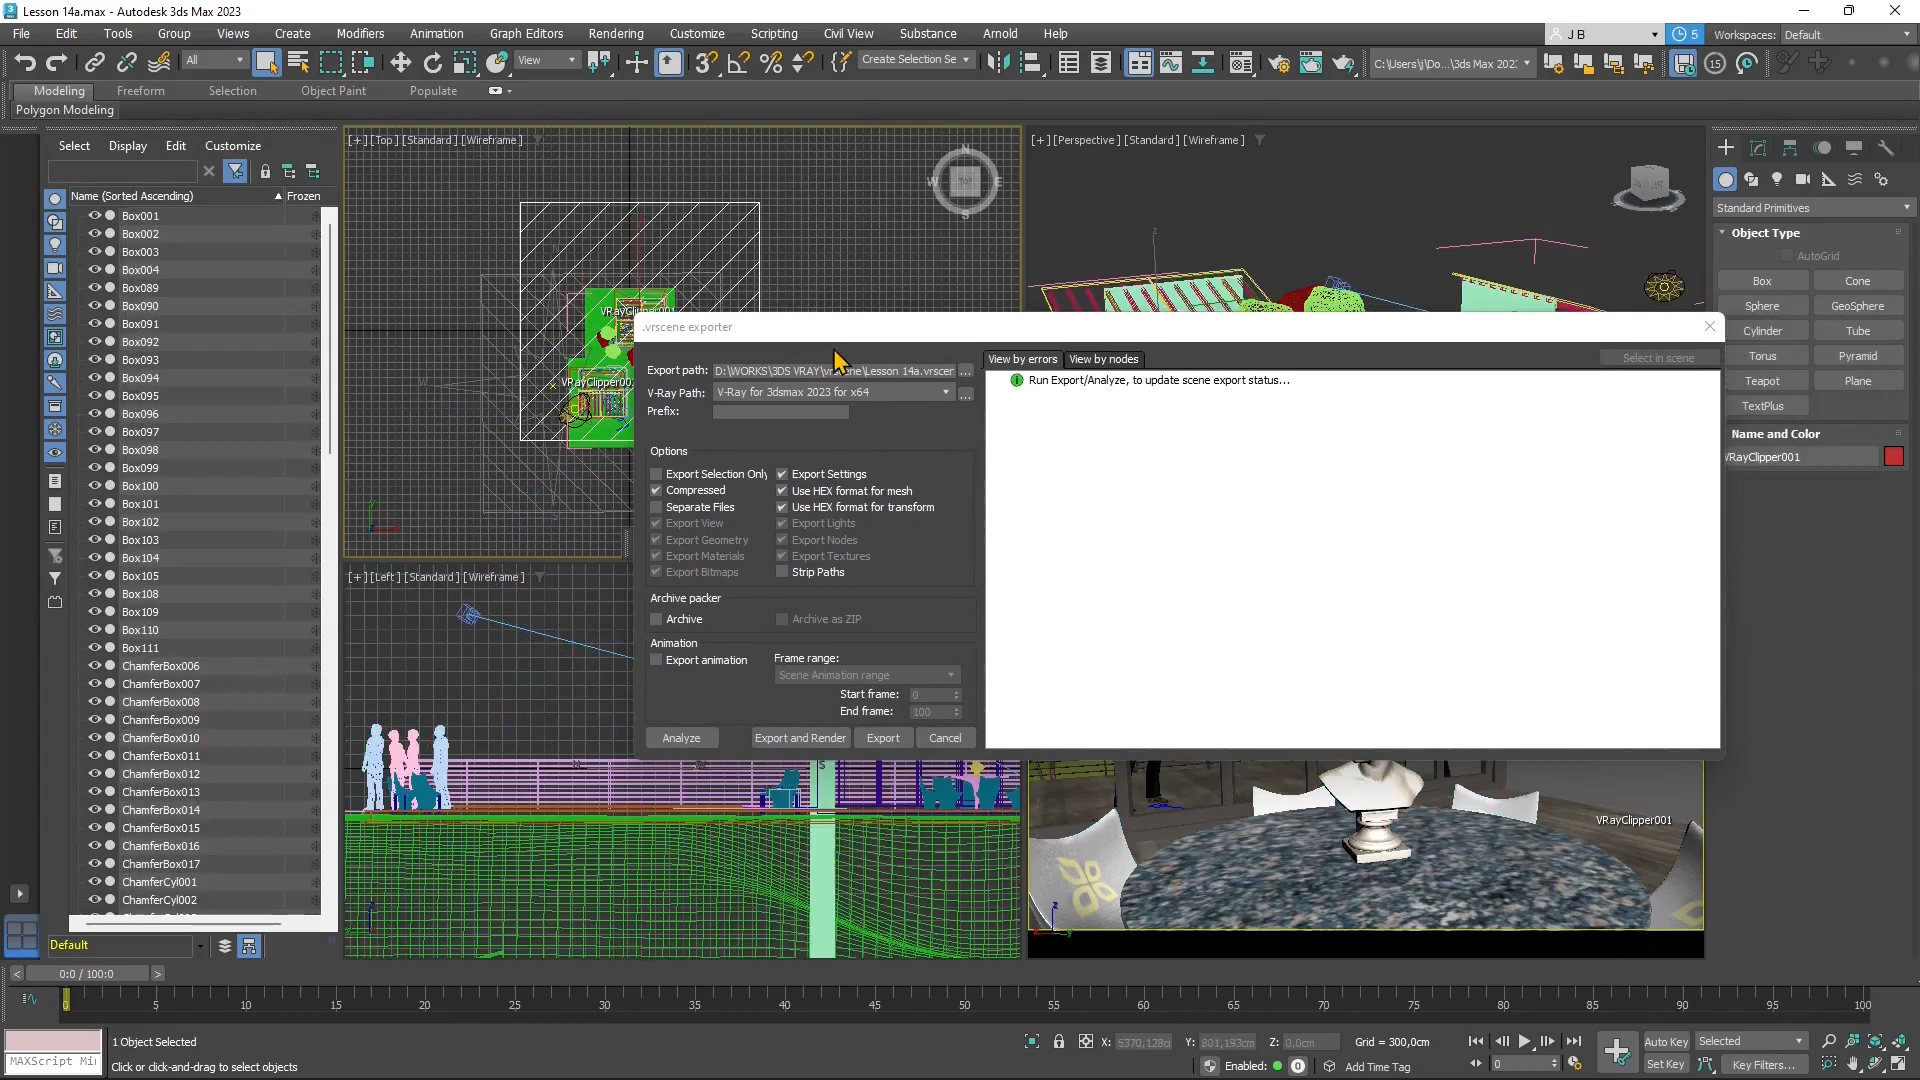 Lesson 14a.max - Autodesk 3ds Max 2023
File Edit Tools Group Views Create Modifiers Animation Graph Editors Rendering Customize Scripting Civil View Substance Arnold Help
J B
5
Workspaces: Default
All
View
Create Selection Se
C:\Users\j\Do...\3ds Max 202:
15
Modeling Freeform Selection Object Paint Populate
Polygon Modeling
Select Display Edit Customize
Name (Sorted Ascending) Frozen
Box001
Box002
Box003
Box004
Box089
Box090
Box091
Box092
Box093
Box094
Box095
Box096
Box097
Box098
Box099
Box100
Box101
Box102
Box103
Box104
Box105
Box108
Box109
Box110
Box111
ChamferBox006
ChamferBox007
ChamferBox008
ChamferBox009
ChamferBox010
ChamferBox011
ChamferBox012
ChamferBox013
ChamferBox014
ChamferBox015
ChamferBox016
ChamferBox017
ChamferCyl001
ChamferCyl002
Default
[+] [Top] [Standard] [Wireframe]
N
W TOP E
S
VRayClipper001
VRayClipper00
[+] [Perspective] [Standard] [Wireframe]
[+] [Left] [Standard] [Wireframe]
VRayClipper001
.vrscene exporter
Export path: D:\WORKS\3DS VRAY\vrscene\Lesson 14a.vrscer ...
V-Ray Path: V-Ray for 3dsmax 2023 for x64 ...
Prefix:
Options
Export Selection Only Export Settings
Compressed Use HEX format for mesh
Separate Files Use HEX format for transform
Export View Export Lights
Export Geometry Export Nodes
Export Materials Export Textures
Export Bitmaps Strip Paths
Archive packer
Archive Archive as ZIP
Animation
Export animation Frame range:
Scene Animation range
Start frame: 0
End frame: 100
Analyze Export and Render Export Cancel
View by errors View by nodes Select in scene
Run Export/Analyze, to update scene export status...
Standard Primitives
Object Type
AutoGrid
Box Cone
Sphere GeoSphere
Cylinder Tube
Torus Pyramid
Teapot Plane
TextPlus
Name and Color
VRayClipper001
0:0 / 100:0
0 5 10 15 20 25 30 35 40 45 50 55 60 65 70 75 80 85 90 95 100
MAXScript Mi
1 Object Selected
Click or click-and-drag to select objects
X: 5370,128c Y: 801,193cm Z: 0,0cm Grid = 300,0cm
Enabled: 0 Add Time Tag
0
Auto Key Selected
Set Key Key Filters...